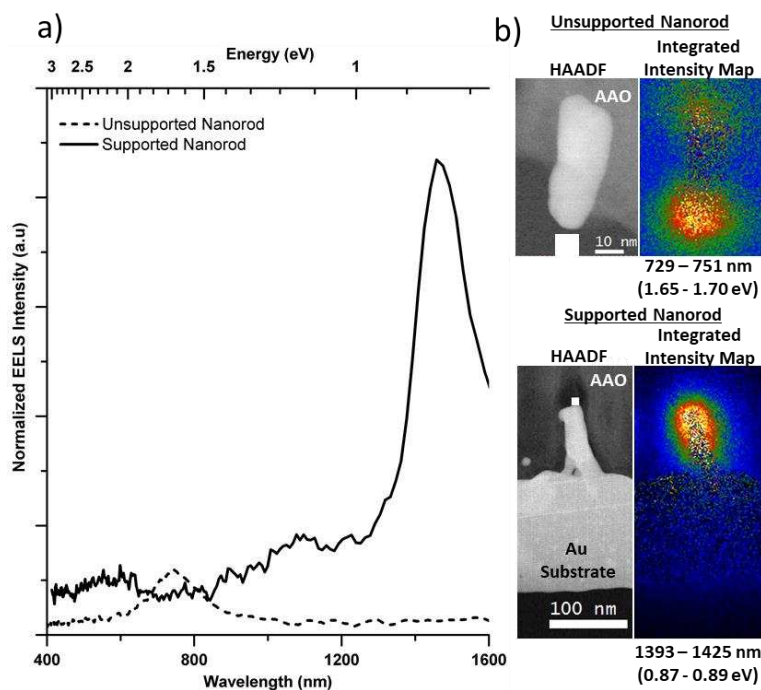 a)
Energy (eV)
3 2.5 2 1.5 1
Unsupported Nanorod
Supported Nanorod
Normalized EELS Intensity (a.u)
400 800 1200 1600
Wavelength (nm)
b)
Unsupported Nanorod
HAADF
Integrated
Intensity Map
AAO
10 nm
729 – 751 nm
(1.65 - 1.70 eV)
Supported Nanorod
HAADF
Integrated
Intensity Map
AAO
Au
Substrate
100 nm
1393 – 1425 nm
(0.87 - 0.89 eV)